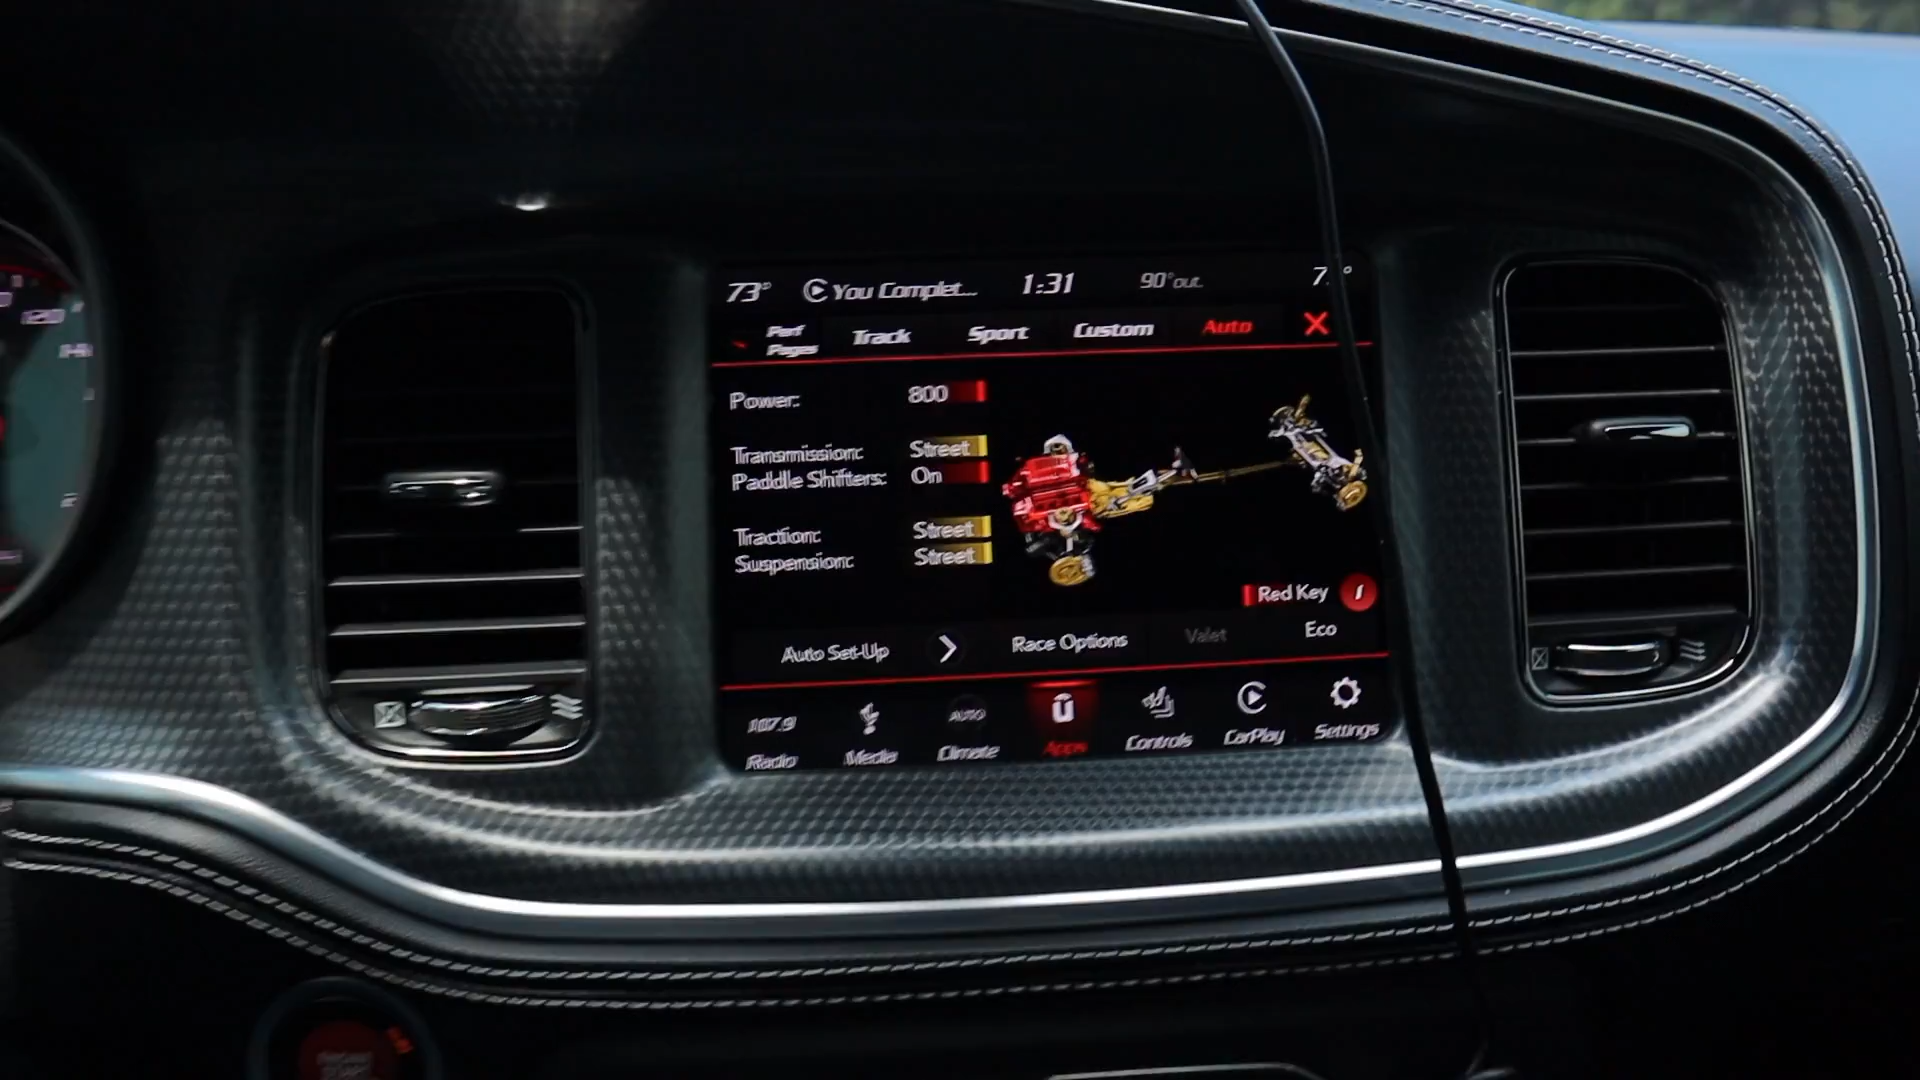 73° You Complet... 1:31 90°out.
Perf Pages Track Sport Custom Auto X
Power: 800
Transmission: Street
Paddle Shifters: On
Traction: Street
Suspension: Street
Red Key
Auto Set-Up > Race Options Valet Eco
107.9 AUTO
Radio Media Climate Apps Controls CarPlay Settings
120